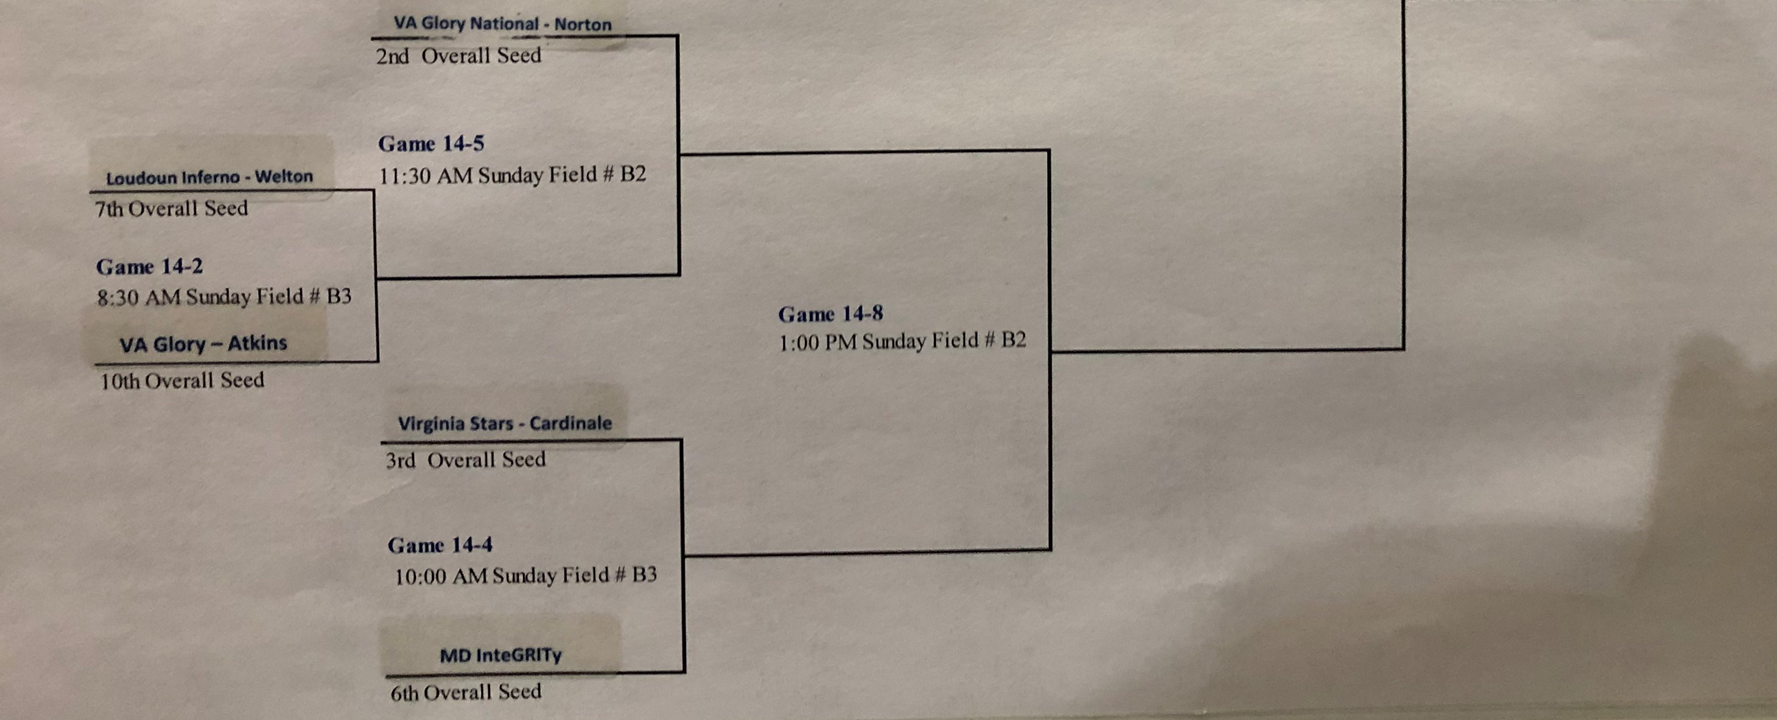 VA Glory National - Norton
2nd Overall Seed
Game 14-5
11:30 AM Sunday Field # B2
Loudoun Inferno - Welton
7th Overall Seed
Game 14-2
8:30 AM Sunday Field # B3
VA Glory – Atkins
10th Overall Seed
Game 14-8
1:00 PM Sunday Field # B2
Virginia Stars - Cardinale
3rd Overall Seed
Game 14-4
10:00 AM Sunday Field # B3
MD InteGRITy
6th Overall Seed